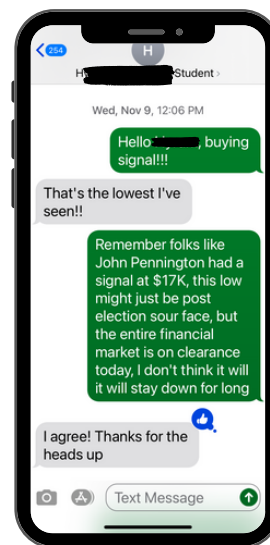 254
H
H Student
Wed, Nov 9, 12:06 PM
Hello , buying
signal!!!
That's the lowest I've
seen!!
Remember folks like
John Pennington had a
signal at $17K, this low
might just be post
election sour face, but
the entire financial
market is on clearance
today, I don't think it will
it will stay down for long
I agree! Thanks for the
heads up
Text Message